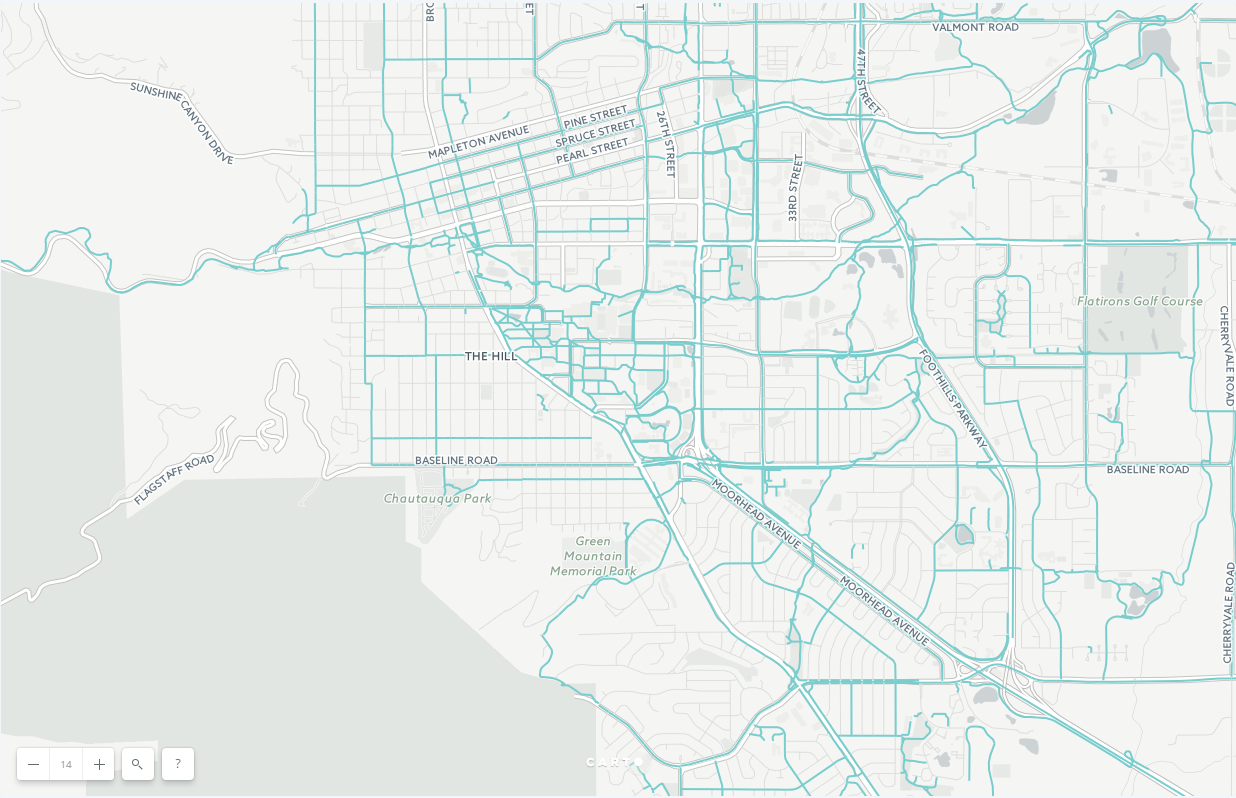 VALMONT ROAD
47TH STREET
SUNSHINE CANYON DRIVE
PINE STREET
MAPLETON AVENUE
SPRUCE STREET
26TH STREET
PEARL STREET
33RD STREET
Flatirons Golf Course
CHERRYVALE ROAD
THE HILL
FOOTHILLS PARKWAY
BASELINE ROAD
FLAGSTAFF ROAD
BASELINE ROAD
Chautauqua Park
MOORHEAD AVENUE
Green
Mountain
Memorial Park
MOORHEAD AVENUE
CHERRYVALE ROAD
14
?
CART